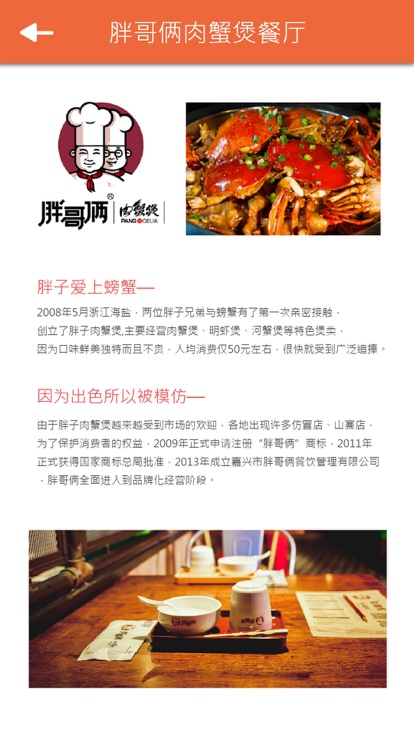 胖哥俩肉蟹煲餐厅
胖哥俩®
肉蟹煲
PANG GELIA
胖子爱上螃蟹—
2008年5月浙江海盐，两位胖子兄弟与螃蟹有了第一次亲密接触，
创立了胖子肉蟹煲,主要经营肉蟹煲、明虾煲、河蟹煲等特色煲类，
因为口味鲜美独特而且不贵，人均消费仅50元左右，很快就受到广泛追捧。
因为出色所以被模仿—
由于胖子肉蟹煲越来越受到市场的欢迎，各地出现许多仿冒店、山寨店，
为了保护消费者的权益，2009年正式申请注册“胖哥俩”商标，2011年
正式获得国家商标总局批准，2013年成立嘉兴市胖哥俩餐饮管理有限公司
，胖哥俩全面进入到品牌化经营阶段。